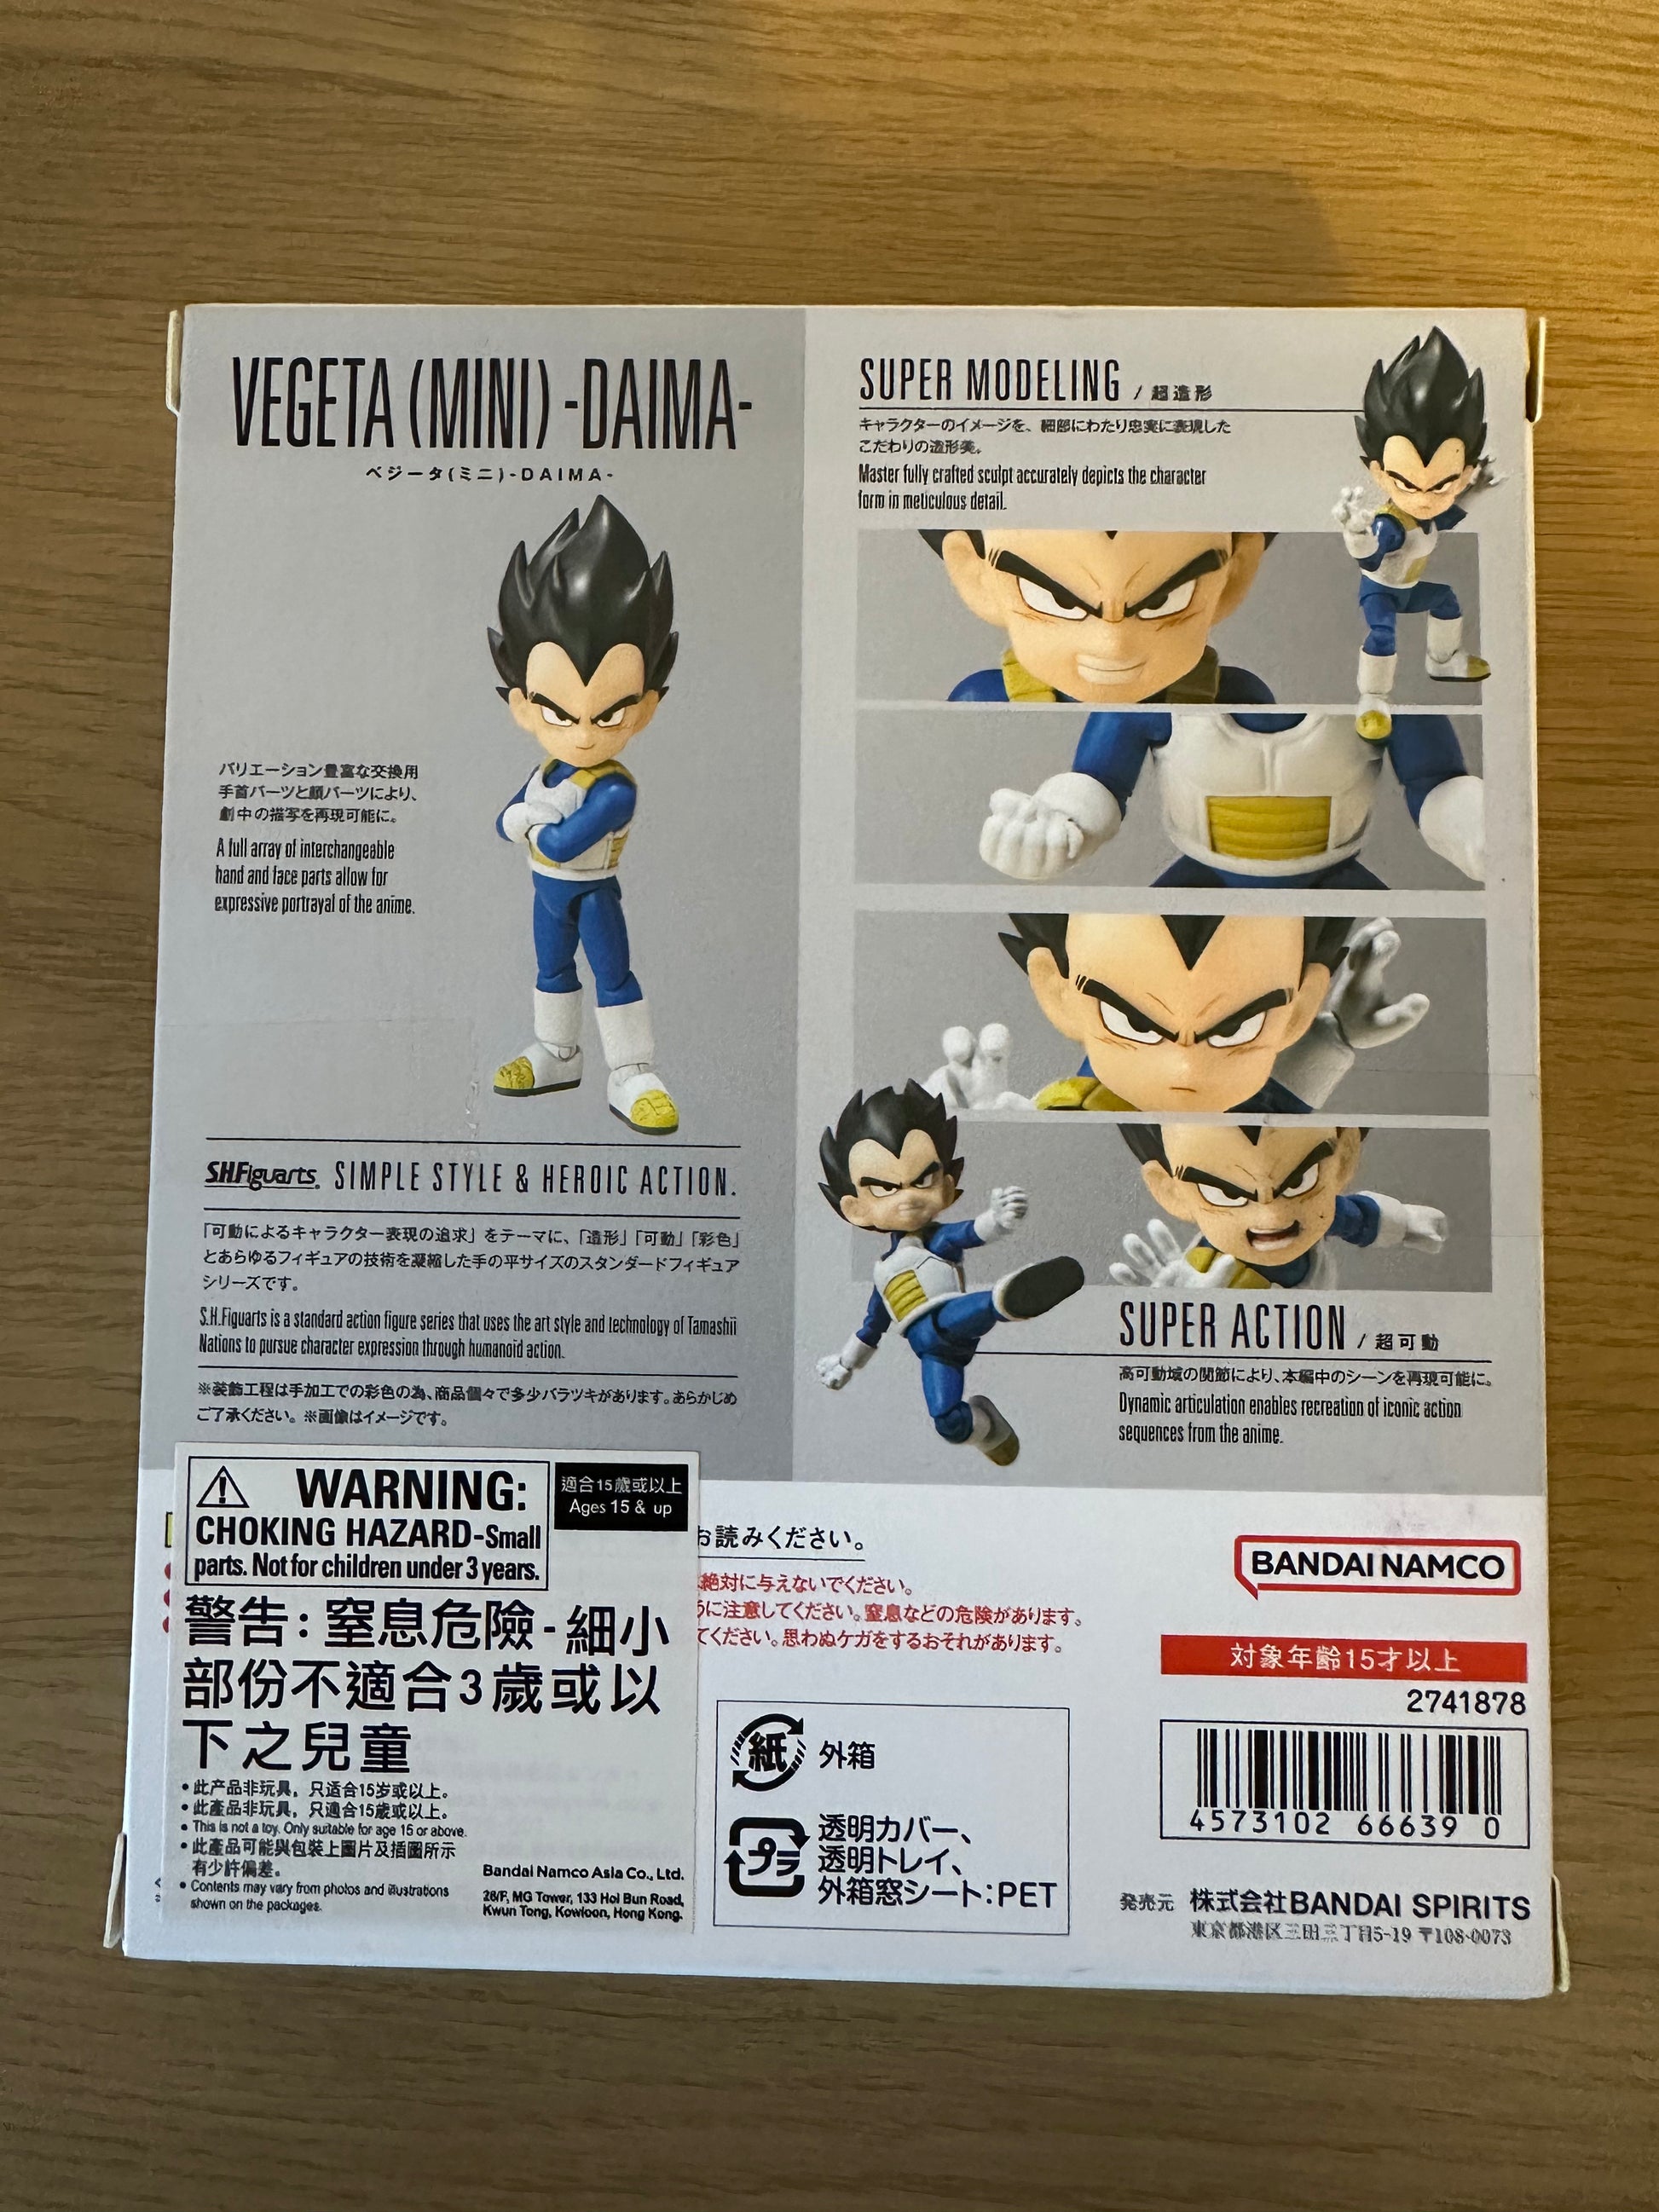 VEGETA (MINI) -DAIMA-
ベジータ(ミニ)-DAIMA-
バリエーション豊富な交換用
手首パーツと顔パーツにより、
劇中の描写を再現可能に。
A full array of interchangeable
hand and face parts allow for
expressive portrayal of the anime.
S.H.Figuarts. SIMPLE STYLE & HEROIC ACTION.
「可動によるキャラクター表現の追求」をテーマに、「造形」「可動」「彩色」
とあらゆるフィギュアの技術を凝縮した手の平サイズのスタンダードフィギュア
シリーズです。
S.H.Figuarts is a standard action figure series that uses the art style and technology of Tamashii
Nations to pursue character expression through humanoid action.
※装飾工程は手加工での彩色の為、商品個々で多少バラツキがあります。あらかじめ
ご了承ください。※画像はイメージです。
SUPER MODELING / 超造形
キャラクターのイメージを、細部にわたり忠実に表現した
こだわりの造形美。
Master fully crafted sculpt accurately depicts the character
form in meticulous detail.
SUPER ACTION / 超可動
高可動域の関節により、本編中のシーンを再現可能に。
Dynamic articulation enables recreation of iconic action
sequences from the anime.
WARNING:
CHOKING HAZARD-Small
parts. Not for children under 3 years.
適合15歲或以上
Ages 15 & up
警告:窒息危險-細小
部份不適合3歲或以
下之兒童
•此产品非玩具，只适合15岁或以上。
•此產品非玩具，只適合15歲或以上。
•This is not a toy. Only suitable for age 15 or above.
•此產品可能與包裝上圖片及插圖所示
有少許偏差。
•Contents may vary from photos and illustrations
shown on the packages.
Bandai Namco Asia Co., Ltd.
26/F, MG Tower, 133 Hoi Bun Road,
Kwun Tong, Kowloon, Hong Kong.
お読みください。
絶対に与えないでください。
うに注意してください。窒息などの危険があります。
てください。思わぬケガをするおそれがあります。
紙 外箱
プラ 透明カバー、
透明トレイ、
外箱窓シート:PET
BANDAI NAMCO
対象年齢15才以上
2741878
4573102 66639 0
発売元 株式会社BANDAI SPIRITS
東京都港区三田三丁目5-19 〒108-0073